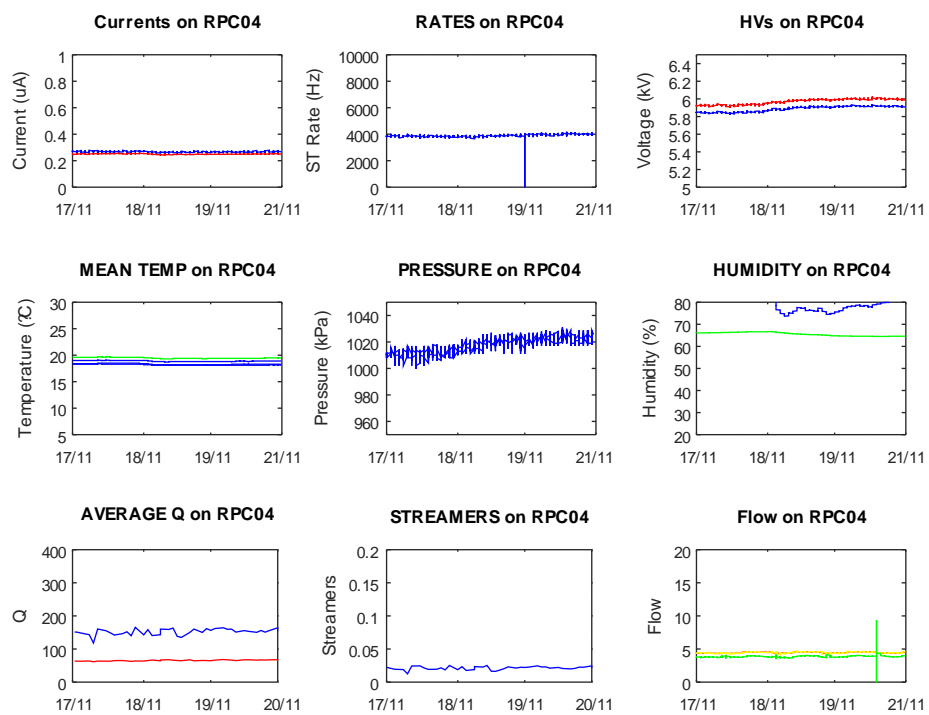 Currents on RPC04
Current (uA)
1
0.8
0.6
0.4
0.2
0
17/11 18/11 19/11 21/11
RATES on RPC04
ST Rate (Hz)
10000
8000
6000
4000
2000
0
17/11 18/11 19/11 21/11
HVs on RPC04
Voltage (kV)
6.4
6.2
6
5.8
5.6
5.4
5.2
5
17/11 18/11 19/11 21/11
MEAN TEMP on RPC04
Temperature (?C)
30
25
20
15
10
5
17/11 18/11 19/11 21/11
PRESSURE on RPC04
Pressure (kPa)
1040
1020
1000
980
960
17/11 18/11 19/11 21/11
HUMIDITY on RPC04
Humidity (%)
80
70
60
50
40
30
20
17/11 18/11 19/11 21/11
AVERAGE Q on RPC04
Q
400
300
200
100
0
17/11 18/11 19/11 20/11
STREAMERS on RPC04
Streamers
0.2
0.15
0.1
0.05
0
17/11 18/11 19/11 20/11
Flow on RPC04
Flow
20
15
10
5
0
17/11 18/11 19/11 21/11